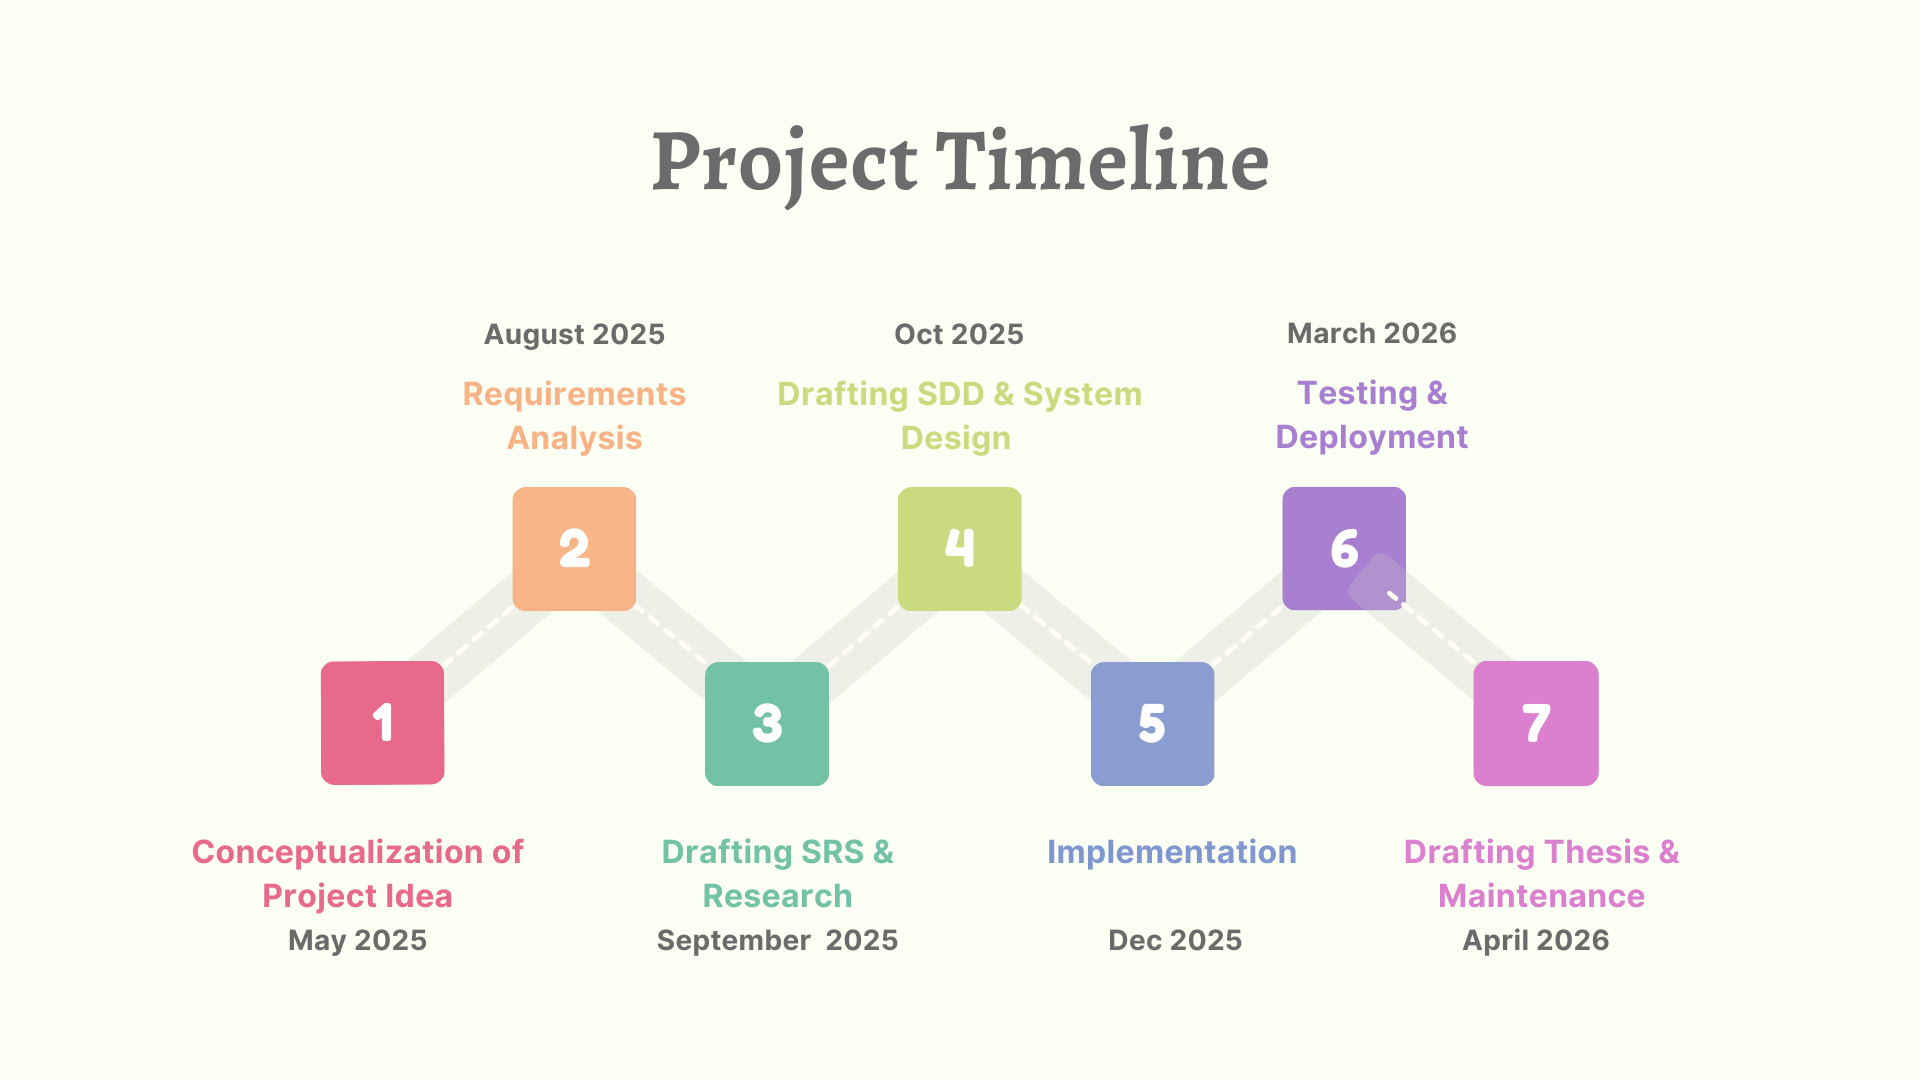 Project Timeline
August 2025
Requirements
Analysis
Oct 2025
Drafting SDD & System
Design
March 2026
Testing &
Deployment
2
4
6
1
3
5
7
Conceptualization of
Project Idea
May 2025
Drafting SRS &
Research
September  2025
Implementation
Dec 2025
Drafting Thesis &
Maintenance
April 2026